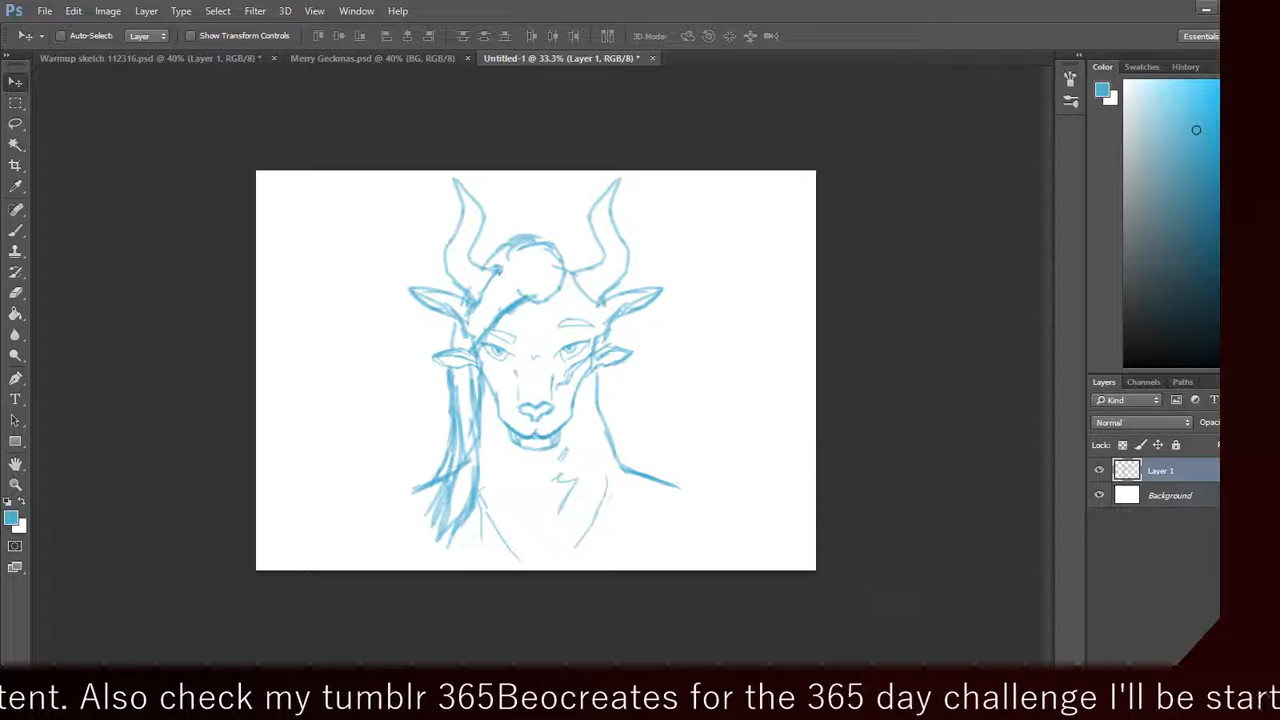 Ps File Edit Image Layer Type Select Filter 3D View Window Help
Auto-Select: Layer Show Transform Controls 3D Mode: Essentials
Warmup sketch 112316.psd @ 40% (Layer 1, RGB/8) * × Merry Geckmas.psd @ 40% (BG, RGB/8) × Untitled-1 @ 33.3% (Layer 1, RGB/8) * ×
Color Swatches History
Layers Channels Paths
Kind
Normal Opac
Lock:
Layer 1
Background
tent. Also check my tumblr 365Beocreates for the 365 day challenge I'll be start